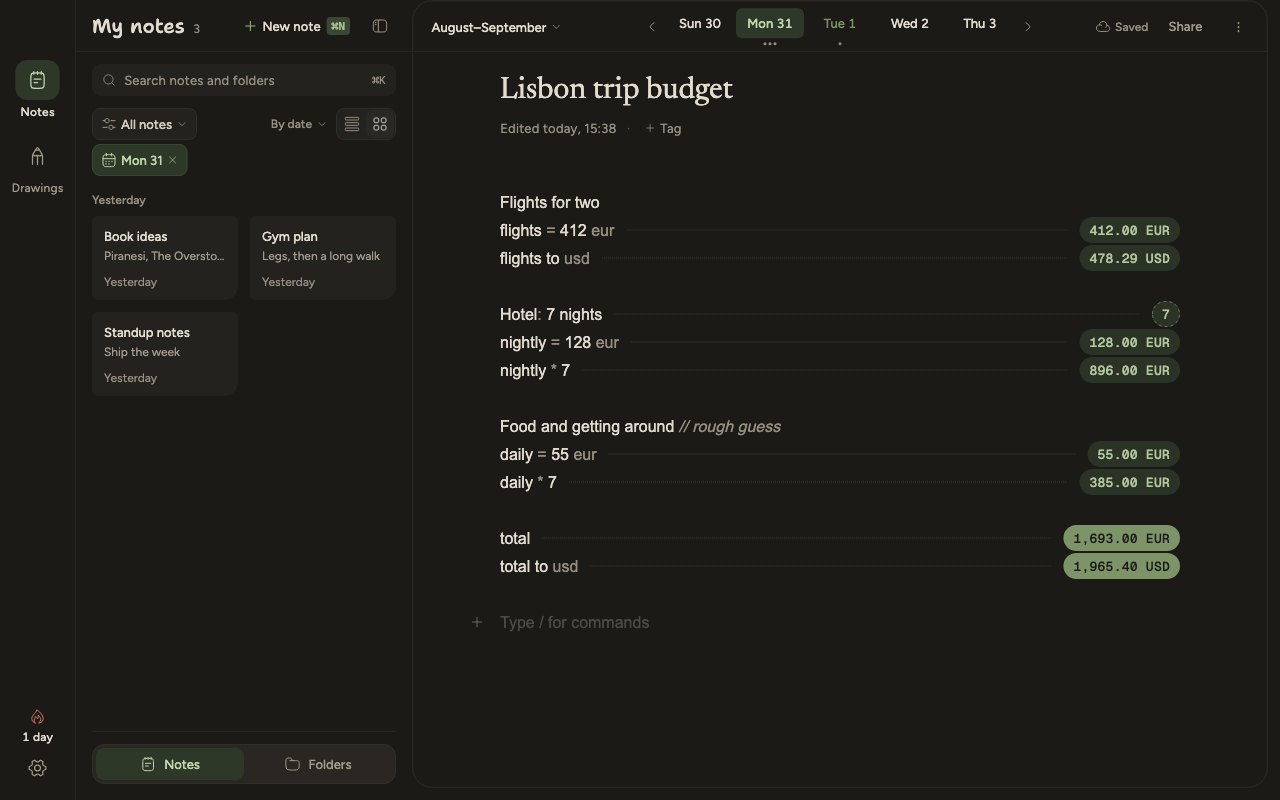 My notes 3
New note ⌘N
August–September
Sun 30
Mon 31
Tue 1
Wed 2
Thu 3
Saved
Share
Notes
Drawings
Search notes and folders ⌘K
All notes
By date
Mon 31
Yesterday
Book ideas
Piranesi, The Oversto...
Yesterday
Gym plan
Legs, then a long walk
Yesterday
Standup notes
Ship the week
Yesterday
1 day
Notes
Folders
Lisbon trip budget
Edited today, 15:38 · + Tag
Flights for two
flights = 412 eur 412.00 EUR
flights to usd 478.29 USD
Hotel: 7 nights 7
nightly = 128 eur 128.00 EUR
nightly * 7 896.00 EUR
Food and getting around // rough guess
daily = 55 eur 55.00 EUR
daily * 7 385.00 EUR
total 1,693.00 EUR
total to usd 1,965.40 USD
Type / for commands